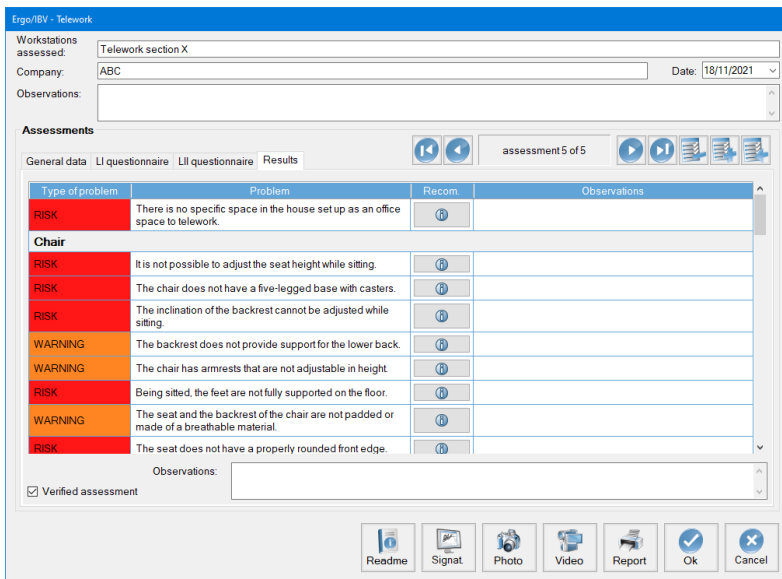 Ergo/IBV - Telework
Workstations
assessed:
Telework section X
Company:
ABC
Date:
18/11/2021
Observations:
Assessments
General data
LI questionnaire
LII questionnaire
Results
assessment 5 of 5
Type of problem
Problem
Recom.
Observations
RISK
There is no specific space in the house set up as an office
space to telework.
Chair
RISK
It is not possible to adjust the seat height while sitting.
RISK
The chair does not have a five-legged base with casters.
RISK
The inclination of the backrest cannot be adjusted while
sitting.
WARNING
The backrest does not provide support for the lower back.
WARNING
The chair has armrests that are not adjustable in height.
RISK
Being sitted, the feet are not fully supported on the floor.
WARNING
The seat and the backrest of the chair are not padded or
made of a breathable material.
RISK
The seat does not have a properly rounded front edge.
Observations:
Verified assessment
Readme
Signat.
Photo
Video
Report
Ok
Cancel